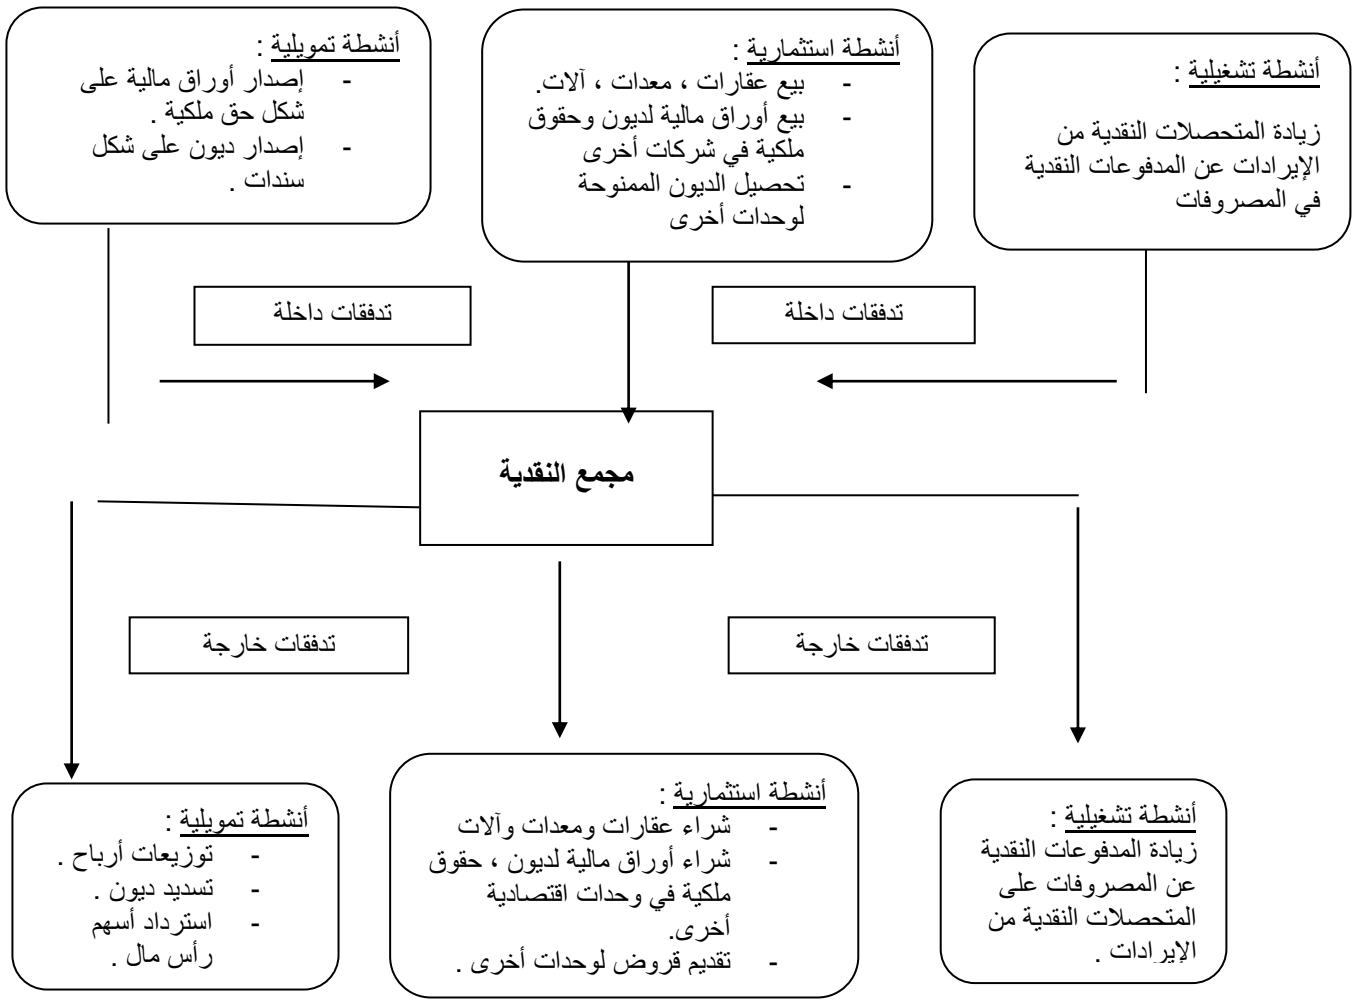 أنشطة تشغيلية :
زيادة المتحصلات النقدية من
الإيرادات عن المدفوعات النقدية
في المصروفات
أنشطة استثمارية :
- بيع عقارات ، معدات ، آلات.
- بيع أوراق مالية لديون وحقوق
ملكية في شركات أخرى
- تحصيل الديون الممنوحة
لوحدات أخرى
أنشطة تمويلية :
- إصدار أوراق مالية على
شكل حق ملكية .
- إصدار ديون على شكل
سندات .
تدفقات داخلة
تدفقات داخلة
مجمع النقدية
تدفقات خارجة
تدفقات خارجة
أنشطة تشغيلية :
زيادة المدفوعات النقدية
عن المصروفات على
المتحصلات النقدية من
الإيرادات .
أنشطة استثمارية :
- شراء عقارات ومعدات وآلات
- شراء أوراق مالية لديون ، حقوق
ملكية في وحدات اقتصادية
أخرى.
- تقديم قروض لوحدات أخرى .
أنشطة تمويلية :
- توزيعات أرباح .
- تسديد ديون .
- استرداد أسهم
رأس مال .